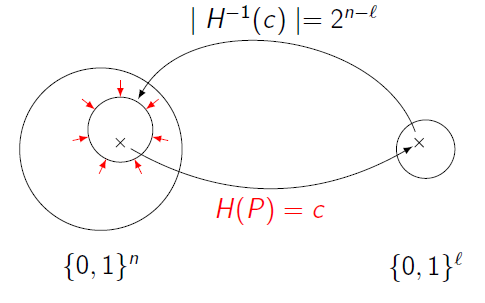 | H⁻¹(c) |= 2ⁿ⁻ℓ
H(P) = c
{0, 1}ⁿ
{0, 1}ℓ